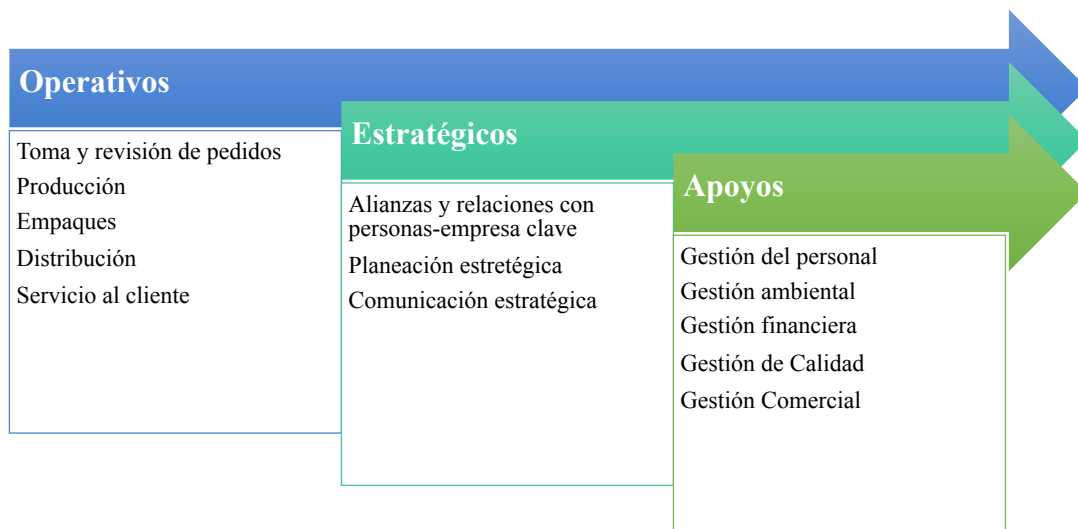 Operativos
Toma y revisión de pedidos
Producción
Empaques
Distribución
Servicio al cliente
Estratégicos
Alianzas y relaciones con
personas-empresa clave
Planeación estretégica
Comunicación estratégica
Apoyos
Gestión del personal
Gestión ambiental
Gestión financiera
Gestión de Calidad
Gestión Comercial